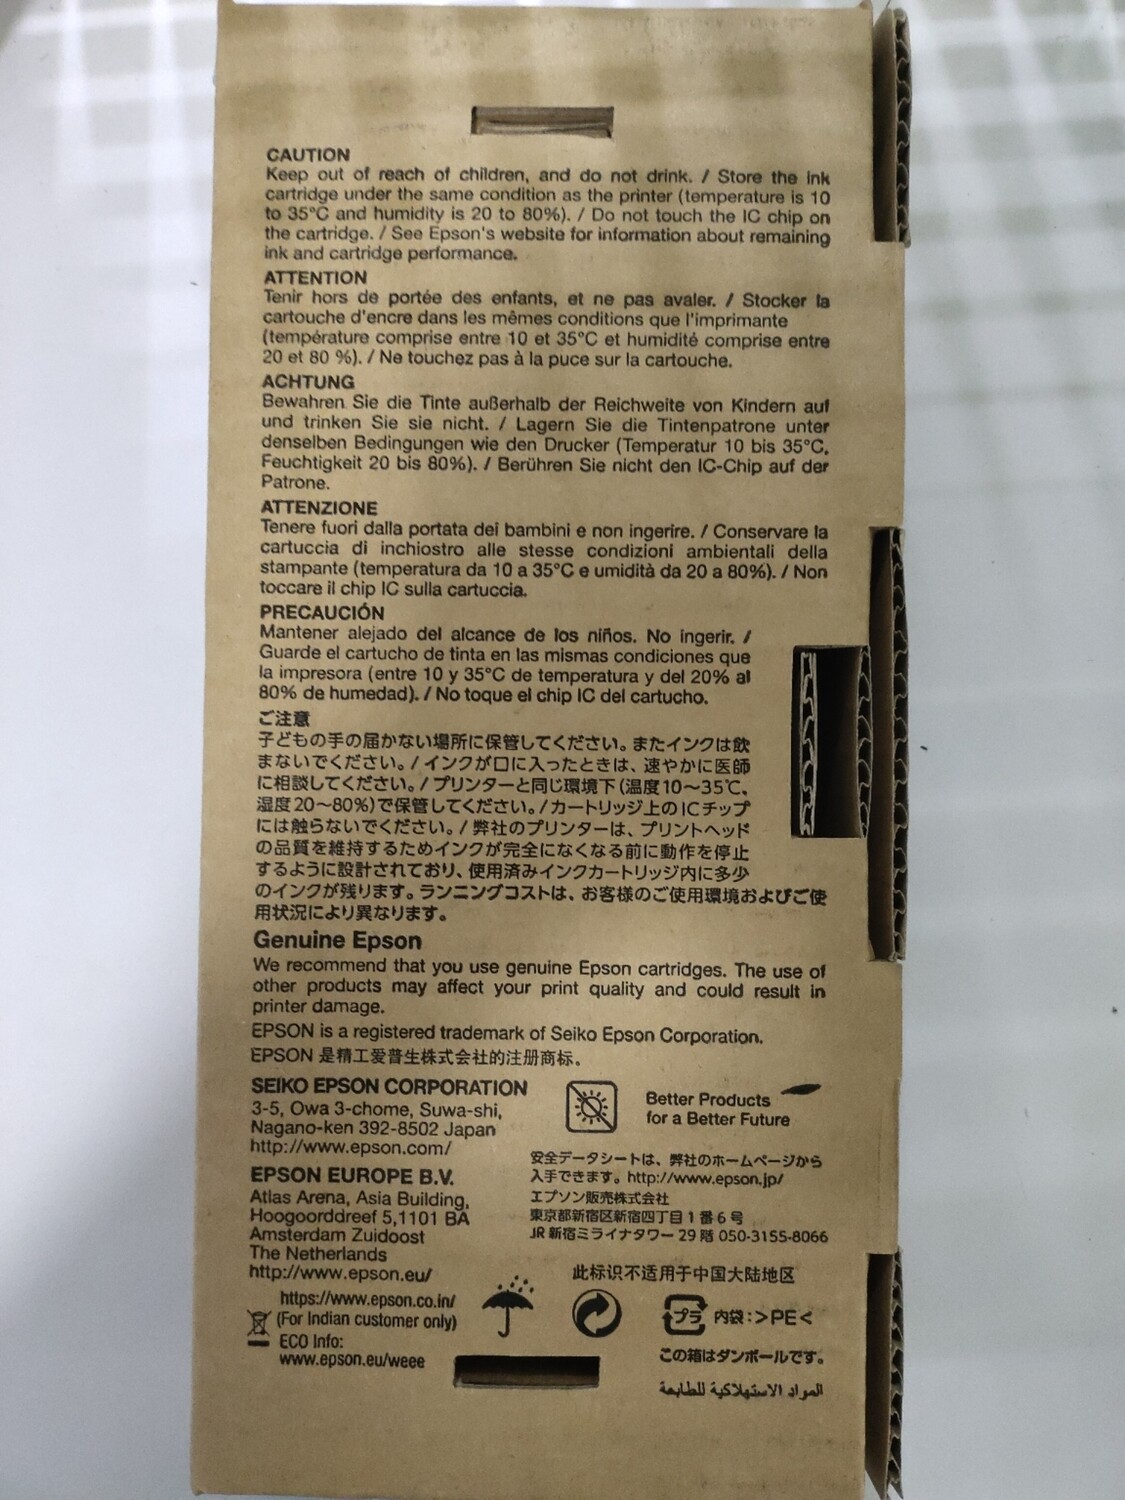 CAUTION
Keep out of reach of children, and do not drink. / Store the ink
cartridge under the same condition as the printer (temperature is 10
to 35°C and humidity is 20 to 80%). / Do not touch the IC chip on
the cartridge. / See Epson's website for information about remaining
ink and cartridge performance.
ATTENTION
Tenir hors de portée des enfants, et ne pas avaler. / Stocker la
cartouche d'encre dans les mêmes conditions que l'imprimante
(température comprise entre 10 et 35°C et humidité comprise entre
20 et 80 %). / Ne touchez pas à la puce sur la cartouche.
ACHTUNG
Bewahren Sie die Tinte außerhalb der Reichweite von Kindern auf
und trinken Sie sie nicht. / Lagern Sie die Tintenpatrone unter
denselben Bedingungen wie den Drucker (Temperatur 10 bis 35°C,
Feuchtigkeit 20 bis 80%). / Berühren Sie nicht den IC-Chip auf der
Patrone.
ATTENZIONE
Tenere fuori dalla portata dei bambini e non ingerire. / Conservare la
cartuccia di inchiostro alle stesse condizioni ambientali della
stampante (temperatura da 10 a 35°C e umidità da 20 a 80%). / Non
toccare il chip IC sulla cartuccia.
PRECAUCIÓN
Mantener alejado del alcance de los niños. No ingerir. /
Guarde el cartucho de tinta en las mismas condiciones que
la impresora (entre 10 y 35°C de temperatura y del 20% al
80% de humedad). / No toque el chip IC del cartucho.
ご注意
子どもの手の届かない場所に保管してください。またインクは飲
まないでください。/ インクが口に入ったときは、速やかに医師
に相談してください。/ プリンターと同じ環境下(温度10～35℃、
湿度20～80%)で保管してください。/ カートリッジ上のICチップ
には触らないでください。/ 弊社のプリンターは、プリントヘッド
の品質を維持するためインクが完全になくなる前に動作を停止
するように設計されており、使用済みインクカートリッジ内に多少
のインクが残ります。ランニングコストは、お客様のご使用環境およびご使
用状況により異なります。
Genuine Epson
We recommend that you use genuine Epson cartridges. The use of
other products may affect your print quality and could result in
printer damage.
EPSON is a registered trademark of Seiko Epson Corporation.
EPSON 是精工爱普生株式会社的注册商标。
SEIKO EPSON CORPORATION
3-5, Owa 3-chome, Suwa-shi,
Nagano-ken 392-8502 Japan
http://www.epson.com/
Better Products
for a Better Future
EPSON EUROPE B.V.
Atlas Arena, Asia Building,
Hoogoorddreef 5,1101 BA
Amsterdam Zuidoost
The Netherlands
http://www.epson.eu/
安全データシートは、弊社のホームページから
入手できます。http://www.epson.jp/
エプソン販売株式会社
東京都新宿区新宿四丁目1番6号
JR 新宿ミライナタワー 29階 050-3155-8066
https://www.epson.co.in/
(For Indian customer only)
ECO Info:
www.epson.eu/weee
此标识不适用于中国大陆地区
プラ 内袋：>PE<
この箱はダンボールです。
المواد الاستهلاكية للطابعة